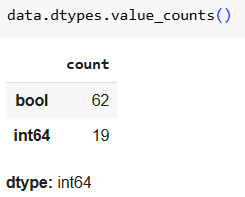 data.dtypes.value_counts()
count
bool 62
int64 19
dtype: int64